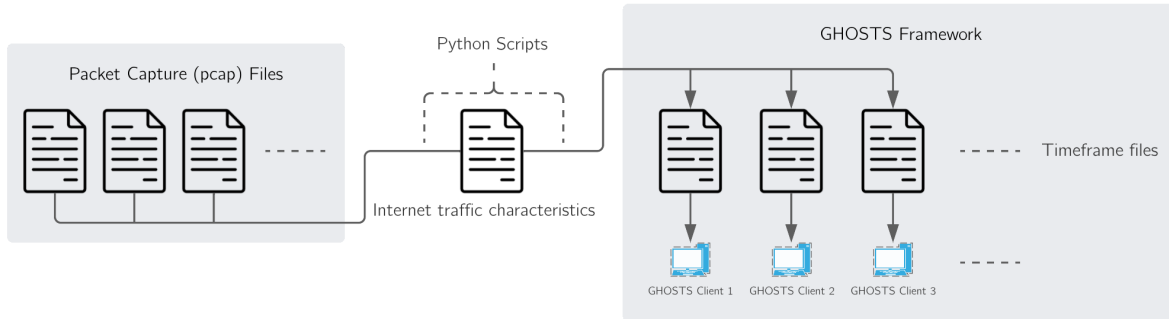 GHOSTS Framework
Python Scripts
Packet Capture (pcap) Files
Timeframe files
Internet traffic characteristics
GHOSTS Client 1
GHOSTS Client 2
GHOSTS Client 3